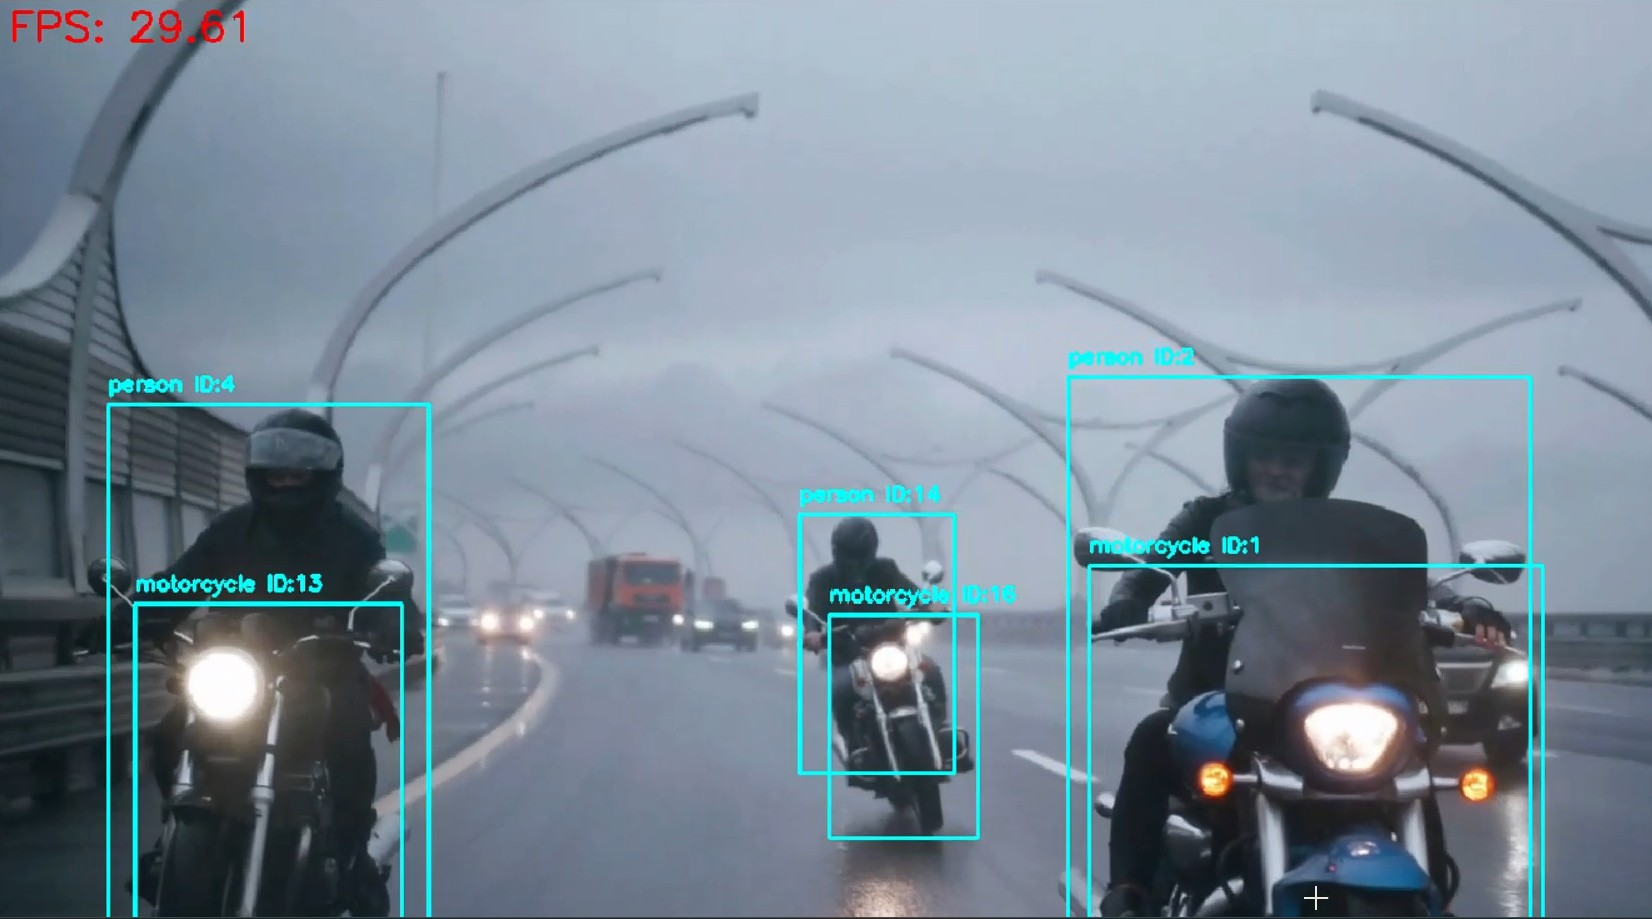 FPS: 29.61
person ID:2
person ID:4
person ID:14
motorcycle ID:1
motorcycle ID:13
motorcycle ID:16